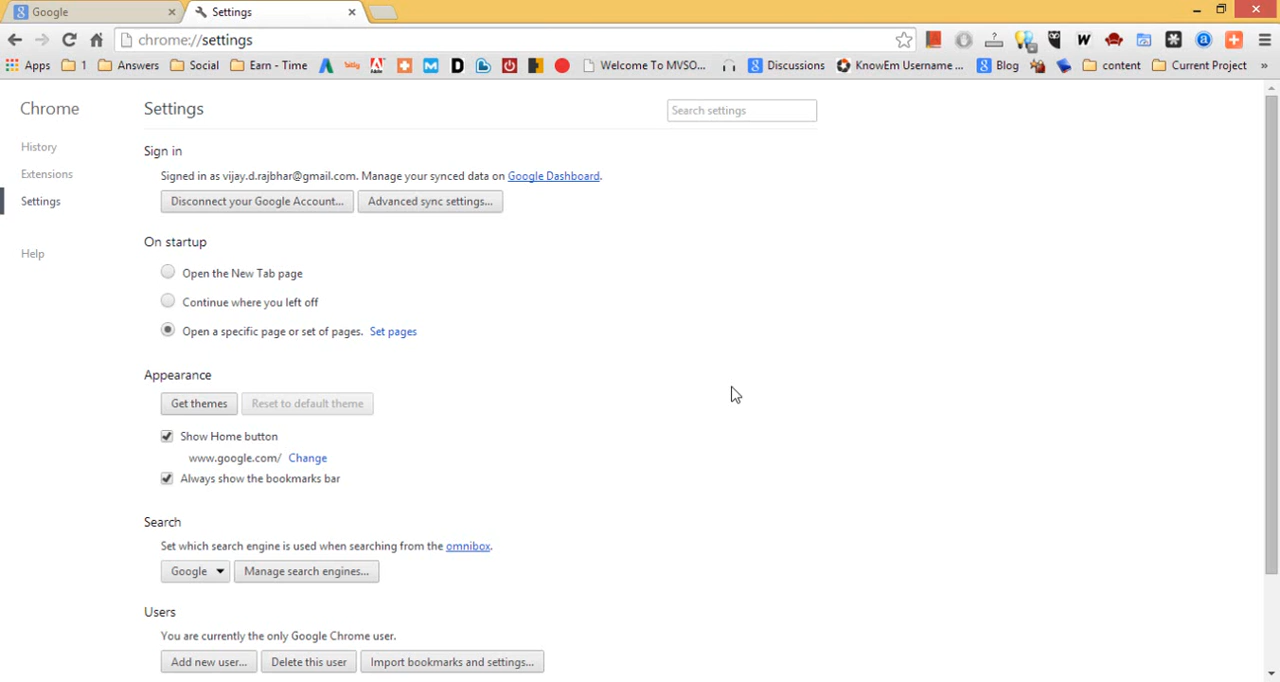 Google
Settings
chrome://settings
Apps 1 Answers Social Earn - Time Welcome To MVSO... Discussions KnowEm Username ... Blog content Current Project »
Chrome
History
Extensions
Settings
Help
Settings
Search settings
Sign in
Signed in as vijay.d.rajbhar@gmail.com. Manage your synced data on Google Dashboard.
Disconnect your Google Account... Advanced sync settings...
On startup
Open the New Tab page
Continue where you left off
Open a specific page or set of pages. Set pages
Appearance
Get themes Reset to default theme
Show Home button
www.google.com/ Change
Always show the bookmarks bar
Search
Set which search engine is used when searching from the omnibox.
Google Manage search engines...
Users
You are currently the only Google Chrome user.
Add new user... Delete this user Import bookmarks and settings...